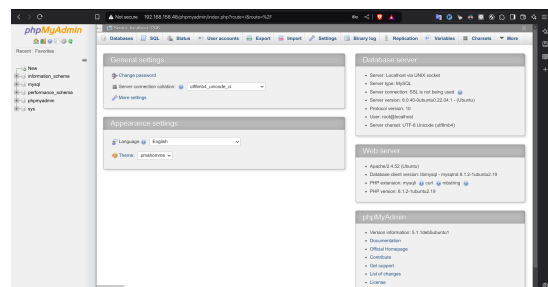 Not secure 192.168.158.48/phpmyadmin/index.php?route=/&route=%2F
phpMyAdmin
Recent Favorites
New
information_schema
mysql
performance_schema
phpmyadmin
sys
Databases SQL Status User accounts Export Import Settings Binary log Replication Variables Channels More
General settings
Change password
Server connection collation: utf8mb4_unicode_ci
More settings
Appearance settings
Language English
Theme: pmahomme
Database server
Server: Localhost via UNIX socket
Server type: MySQL
Server connection: SSL is not being used
Server version: 8.0.40-0ubuntu0.22.04.1 - (Ubuntu)
Protocol version: 10
User: root@localhost
Server charset: UTF-8 Unicode (utf8mb4)
Web server
Apache/2.4.52 (Ubuntu)
Database client version: libmysql - mysqlnd 8.1.2-1ubuntu2.19
PHP extension: mysqli curl mbstring
PHP version: 8.1.2-1ubuntu2.19
phpMyAdmin
Version information: 5.1.1deb5ubuntu1
Documentation
Official Homepage
Contribute
Get support
List of changes
License